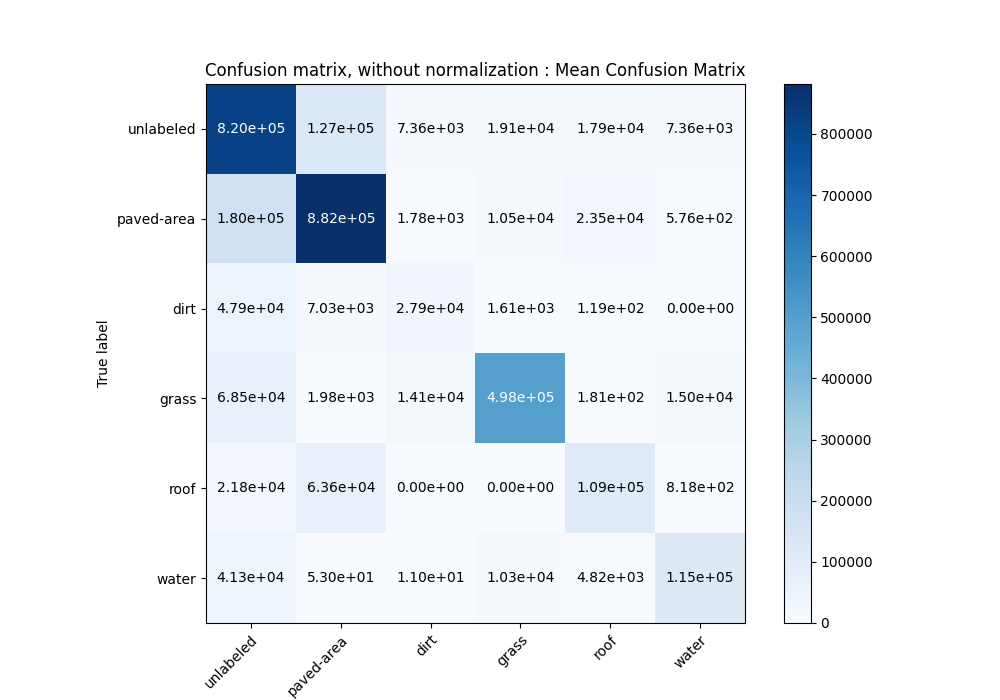 Confusion matrix, without normalization : Mean Confusion Matrix
unlabeled 8.20e+05 1.27e+05 7.36e+03 1.91e+04 1.79e+04 7.36e+03
paved-area 1.80e+05 8.82e+05 1.78e+03 1.05e+04 2.35e+04 5.76e+02
dirt 4.79e+04 7.03e+03 2.79e+04 1.61e+03 1.19e+02 0.00e+00
grass 6.85e+04 1.98e+03 1.41e+04 4.98e+05 1.81e+02 1.50e+04
roof 2.18e+04 6.36e+04 0.00e+00 0.00e+00 1.09e+05 8.18e+02
water 4.13e+04 5.30e+01 1.10e+01 1.03e+04 4.82e+03 1.15e+05
True label
unlabeled paved-area dirt grass roof water
800000
700000
600000
500000
400000
300000
200000
100000
0